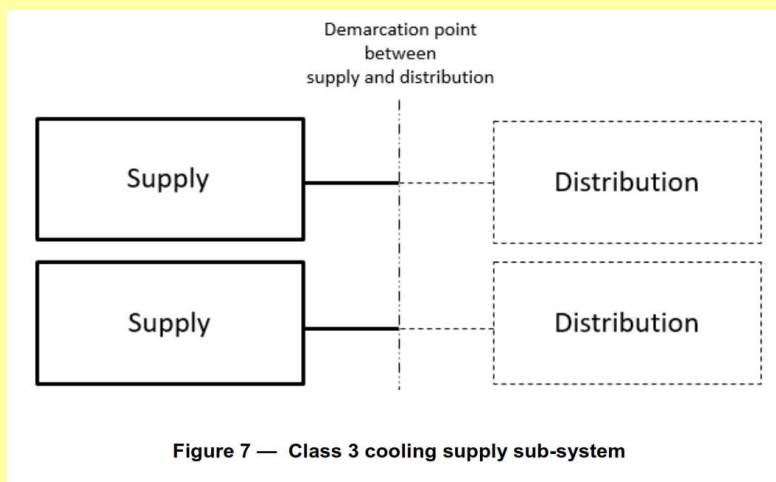 Demarcation point
between
supply and distribution
Supply
Distribution
Supply
Distribution
Figure 7 — Class 3 cooling supply sub-system